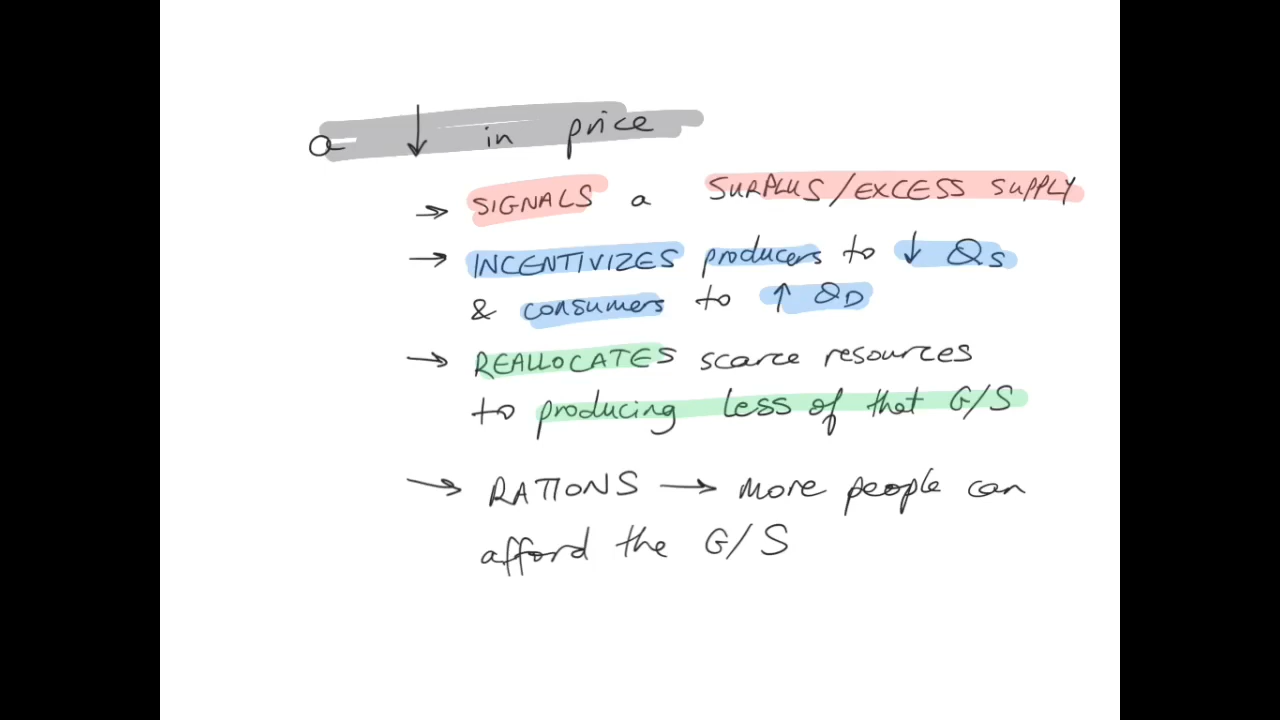 a ↓ in price
→ SIGNALS a SURPLUS/EXCESS SUPPLY
→ INCENTIVIZES producers to ↓ QS
& consumers to ↑ QD
→ REALLOCATES scarce resources
to producing less of that G/S
→ RATIONS → more people can
afford the G/S